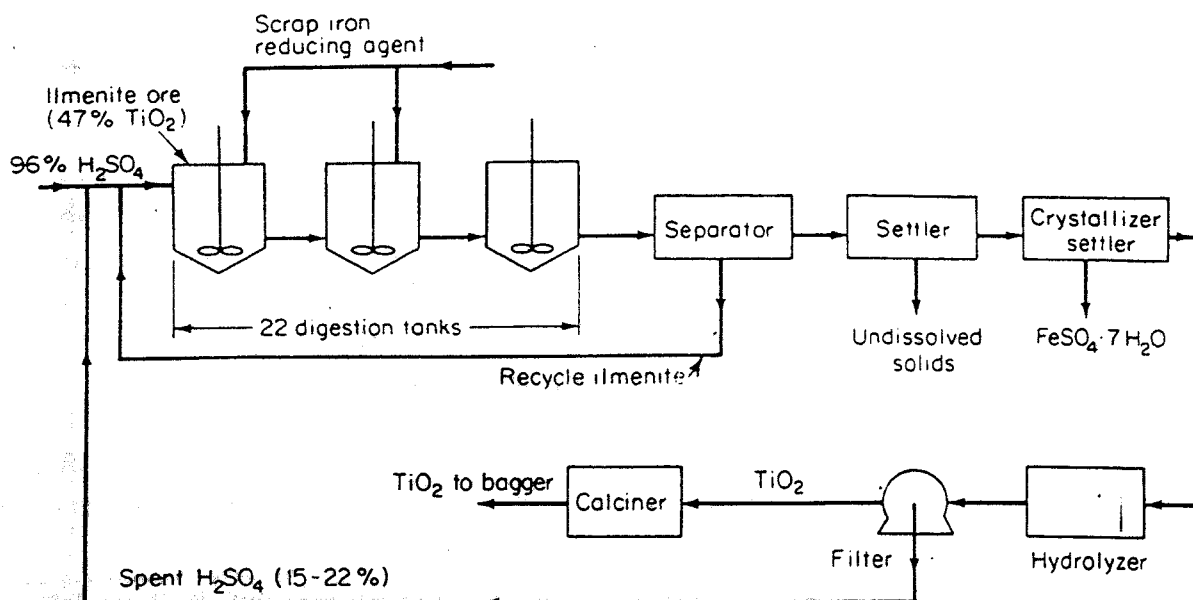 Scrap iron
reducing agent
Ilmenite ore
(47% TiO₂)
96% H₂SO₄
Separator
Settler
Crystallizer
settler
22 digestion tanks
Undissolved
solids
FeSO₄·7H₂O
Recycle ilmenite
TiO₂ to bagger
Calciner
TiO₂
Filter
Hydrolyzer
Spent H₂SO₄ (15-22%)